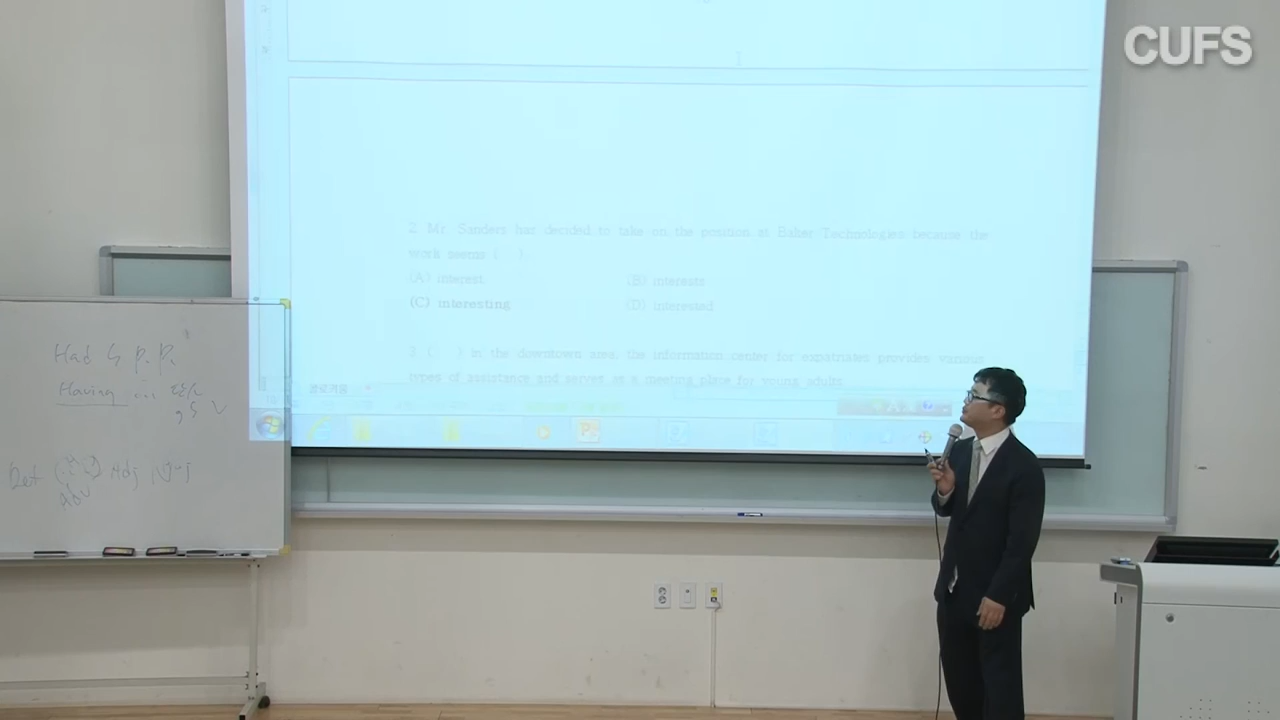 CUFS
2. Mr. Sanders has decided to take on the position at Baher Technologies because the
work seems ( ).
(A) interest
(B) interests
(C) interesting
(D) interested
3. ( ) in the downtown area, the information center for expatriates provides various
types of assistance and serves as a meeting place for young adults
Had p.p.
Having
Det Adj
Adv